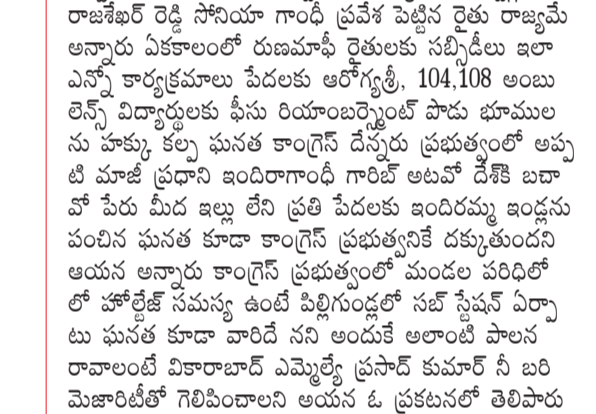 రాజశేఖర్ రెడ్డి సోనియా గాంధీ ప్రవేశ పెట్టిన రైతు రాజ్యమే
అన్నారు ఏకకాలంలో రుణమాఫీ రైతులకు సబ్సిడీలు ఇలా
ఎన్నో కార్యక్రమాలు పేదలకు ఆరోగ్యశ్రీ, 104,108 అంబు
లెన్స్ విద్యార్థులకు ఫీసు రియాంబర్స్మెంట్ పొడు భూముల
ను హక్కు కల్ప ఘనత కాంగ్రెస్ దేన్నరు ప్రభుత్వంలో అప్ప
టి మాజీ ప్రధాని ఇందిరాగాంధీ గారిబ్ అటవో దేశ్‌కి బచా
వో పేరు మీద ఇల్లు లేని ప్రతి పేదలకు ఇందిరమ్మ ఇండ్లను
పంచిన ఘనత కూడా కాంగ్రెస్ ప్రభుత్వనికే దక్కుతుందని
ఆయన అన్నారు కాంగ్రెస్ ప్రభుత్వంలో మండల పరిధిలో
లో హోల్టేజ్ సమస్య ఉంటే పిల్లిగుండ్లలో సబ్ స్టేషన్ ఏర్పా
టు ఘనత కూడా వారిదే నని అందుకే అలాంటి పాలన
రావాలంటే వికారాబాద్ ఎమ్మెల్యే ప్రసాద్ కుమార్ నీ బరి
మెజారిటీతో గెలిపించాలని అయన ఓ ప్రకటనలో తెలిపారు